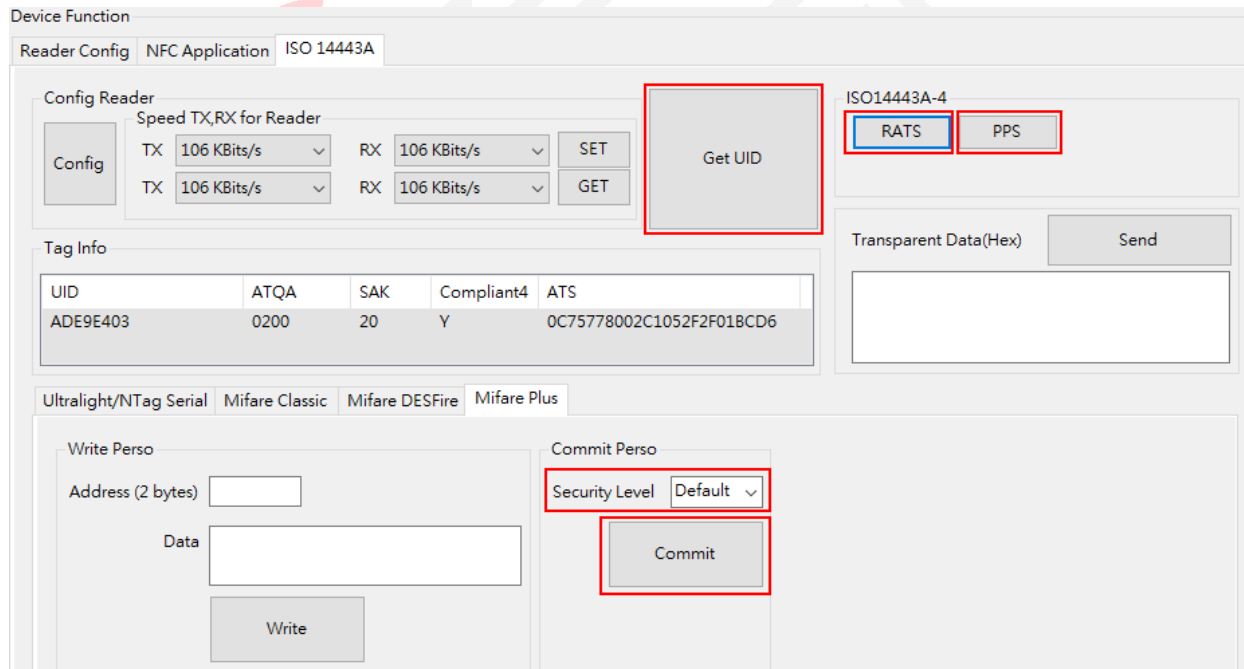 Device Function
Reader Config NFC Application ISO 14443A
Config Reader
Speed TX,RX for Reader
Config
TX 106 KBits/s RX 106 KBits/s SET
TX 106 KBits/s RX 106 KBits/s GET
Get UID
ISO14443A-4
RATS PPS
Transparent Data(Hex) Send
Tag Info
UID ATQA SAK Compliant4 ATS
ADE9E403 0200 20 Y 0C75778002C1052F2F01BCD6
Ultralight/NTag Serial Mifare Classic Mifare DESFire Mifare Plus
Write Perso
Address (2 bytes)
Data
Write
Commit Perso
Security Level Default
Commit